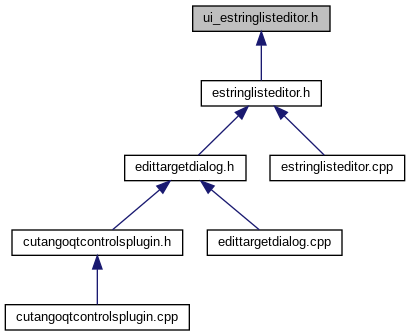 ui_estringlisteditor.h
estringlisteditor.h
edittargetdialog.h
estringlisteditor.cpp
cutangoqtcontrolsplugin.h
edittargetdialog.cpp
cutangoqtcontrolsplugin.cpp